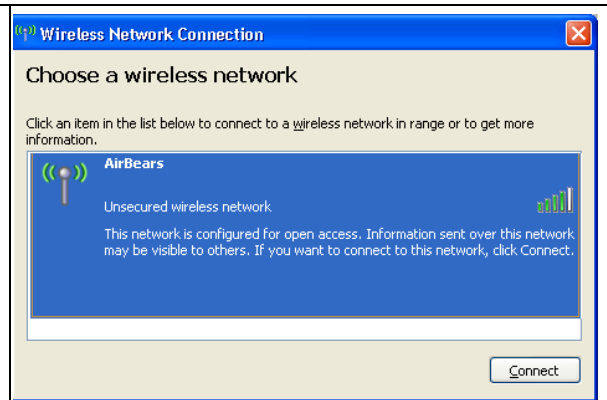 Wireless Network Connection
Choose a wireless network
Click an item in the list below to connect to a wireless network in range or to get more
information.
AirBears
Unsecured wireless network
This network is configured for open access. Information sent over this network
may be visible to others. If you want to connect to this network, click Connect.
Connect